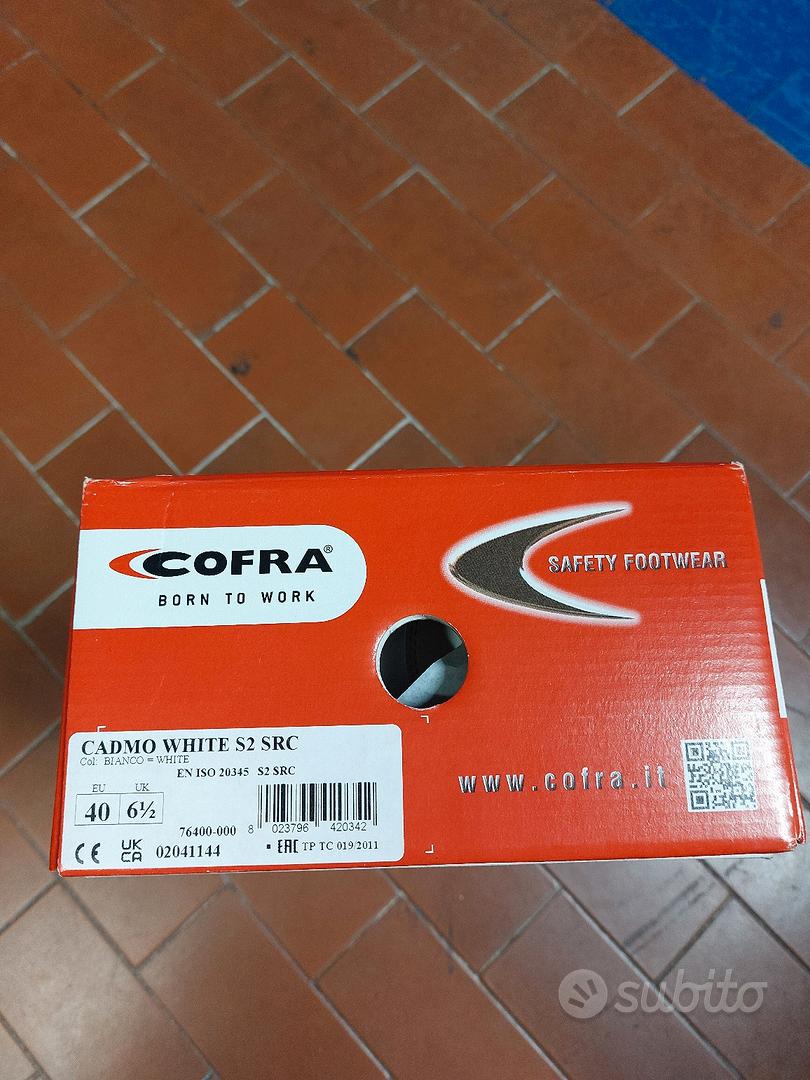 COFRA®
BORN TO WORK
SAFETY FOOTWEAR
CADMO WHITE S2 SRC
Col: BIANCO = WHITE
EN ISO 20345 S2 SRC
EU UK
40 6½
76400-000
8 023796 420342
CE UK CA 02041144
EAC TP TC 019/2011
www.cofra.it
subito